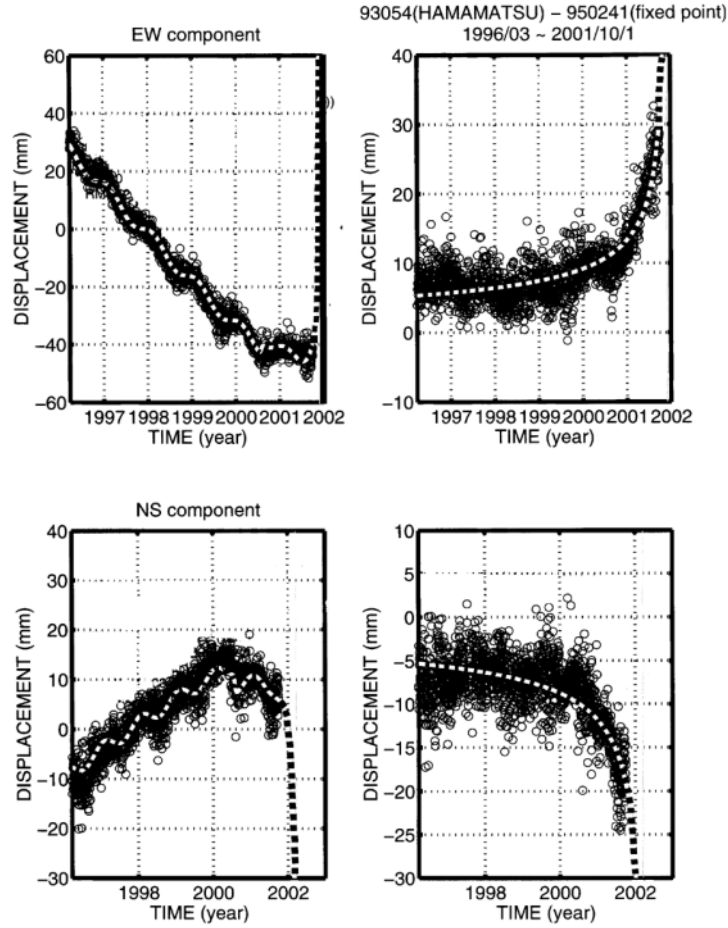 93054(HAMAMATSU) – 950241(fixed point)
1996/03 ~ 2001/10/1
EW component
60
40
20
0
−20
−40
−60
DISPLACEMENT (mm)
))
1997 1998 1999 2000 2001 2002
TIME (year)
40
30
20
10
0
−10
DISPLACEMENT (mm)
1997 1998 1999 2000 2001 2002
TIME (year)
NS component
40
30
20
10
0
−10
−20
−30
DISPLACEMENT (mm)
1998 2000 2002
TIME (year)
10
5
0
−5
−10
−15
−20
−25
−30
DISPLACEMENT (mm)
1998 2000 2002
TIME (year)